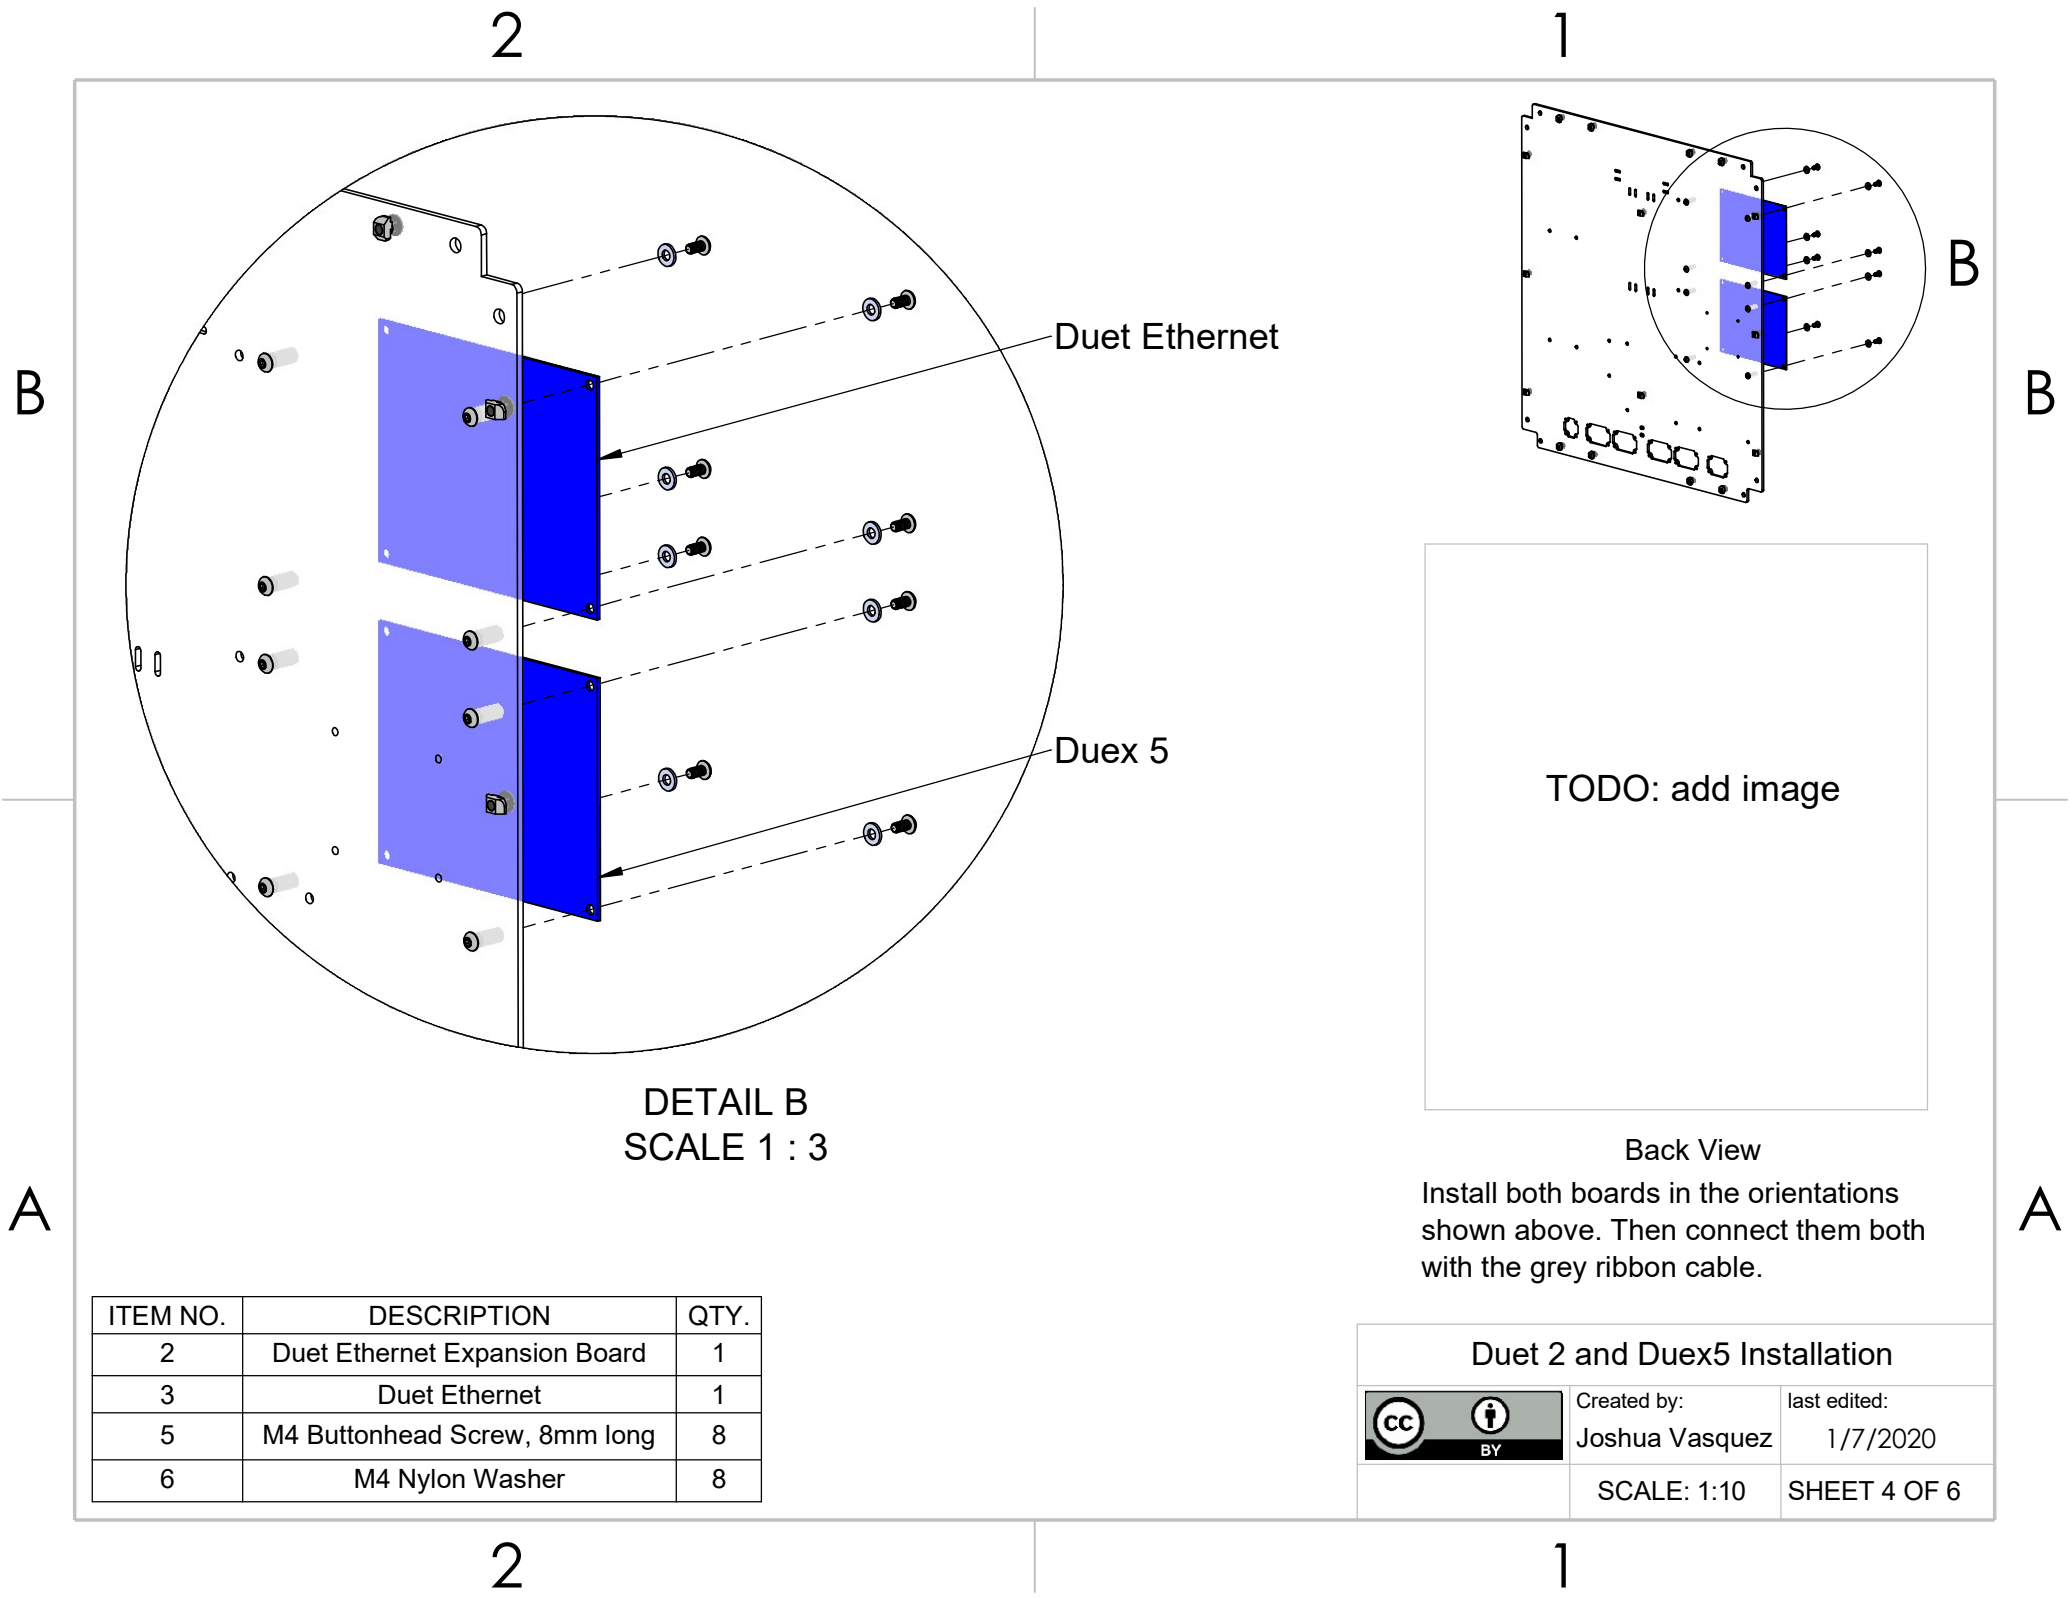 2
1
B
B
B
Duet Ethernet
Duex 5
TODO: add image
DETAIL B
SCALE 1 : 3
Back View
Install both boards in the orientations
shown above. Then connect them both
with the grey ribbon cable.
A
A
ITEM NO. DESCRIPTION QTY.
2 Duet Ethernet Expansion Board 1
3 Duet Ethernet 1
5 M4 Buttonhead Screw, 8mm long 8
6 M4 Nylon Washer 8
Duet 2 and Duex5 Installation
cc BY
Created by:
Joshua Vasquez
last edited:
1/7/2020
SCALE: 1:10
SHEET 4 OF 6
2
1